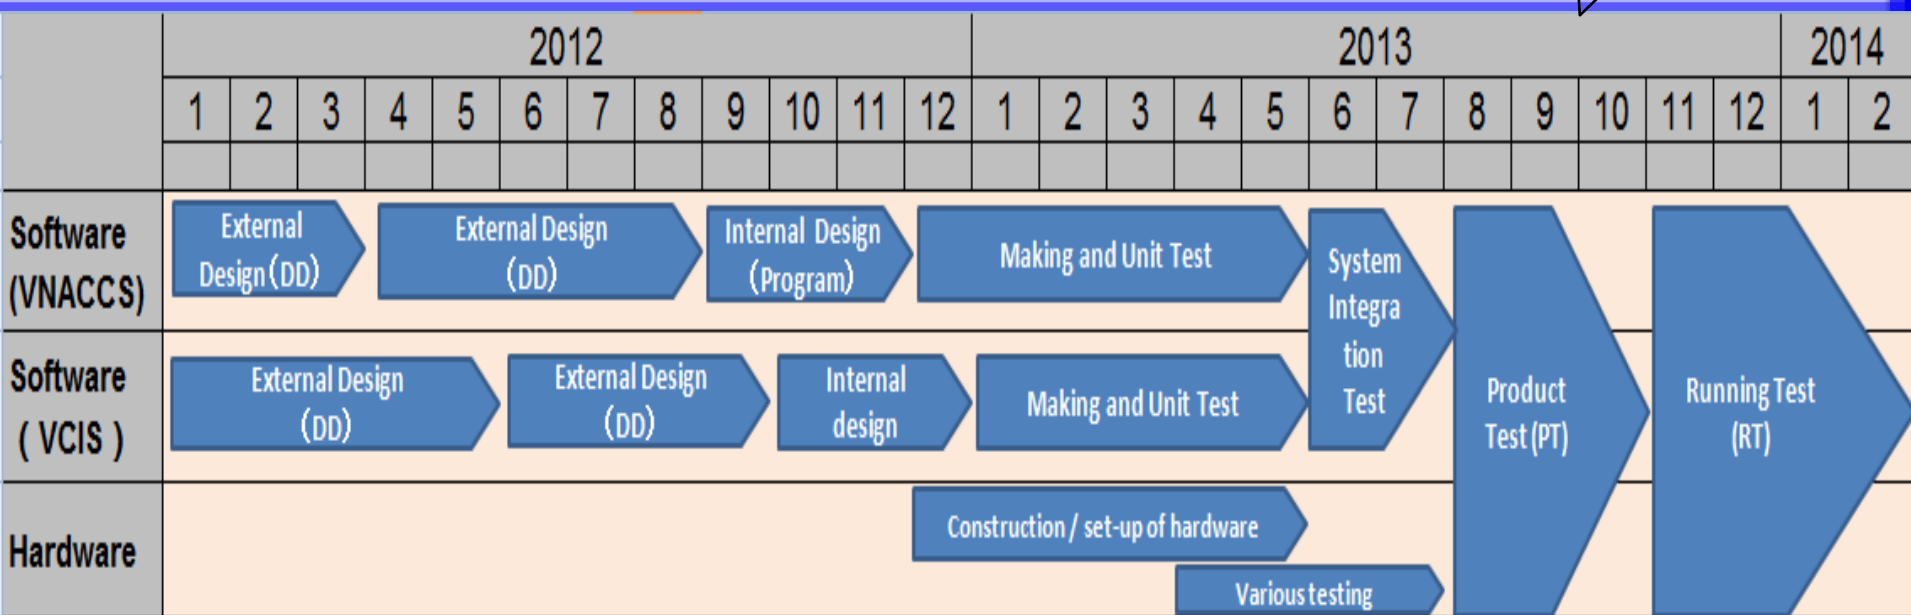 2012 2013 2014
1 2 3 4 5 6 7 8 9 10 11 12 1 2 3 4 5 6 7 8 9 10 11 12 1 2
Software
(VNACCS)
External
Design(DD)
External Design
(DD)
Internal Design
(Program)
Making and Unit Test
System
Integra
tion
Test
Software
( VCIS )
External Design
(DD)
External Design
(DD)
Internal
design
Making and Unit Test
Product
Test (PT)
Running Test
(RT)
Hardware
Construction / set-up of hardware
Various testing